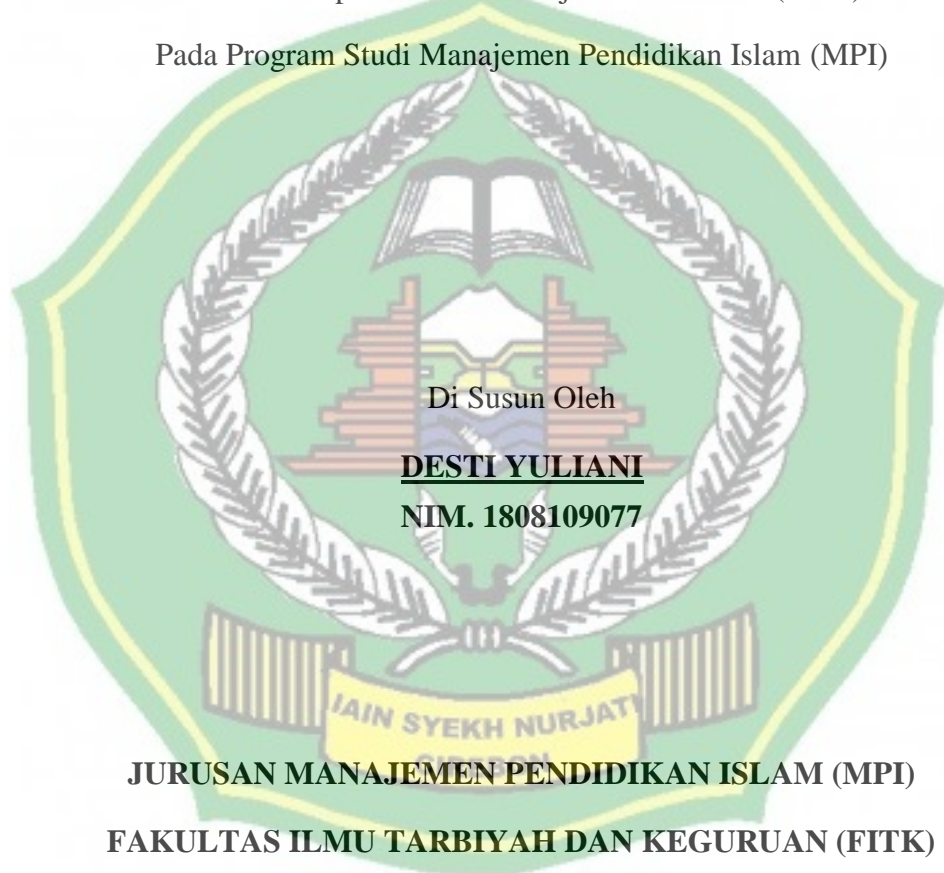 Pada Program Studi Manajemen Pendidikan Islam (MPI)
Di Susun Oleh
DESTI YULIANI
NIM. 1808109077
IAIN SYEKH NURJATI
CIREBON
JURUSAN MANAJEMEN PENDIDIKAN ISLAM (MPI)
FAKULTAS ILMU TARBIYAH DAN KEGURUAN (FITK)